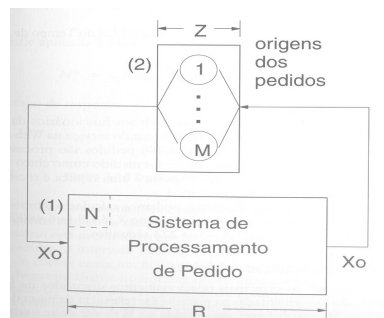 Z
(2)
1
M
origens
dos
pedidos
(1)
N
Sistema de
Processamento
de Pedido
Xo
Xo
R